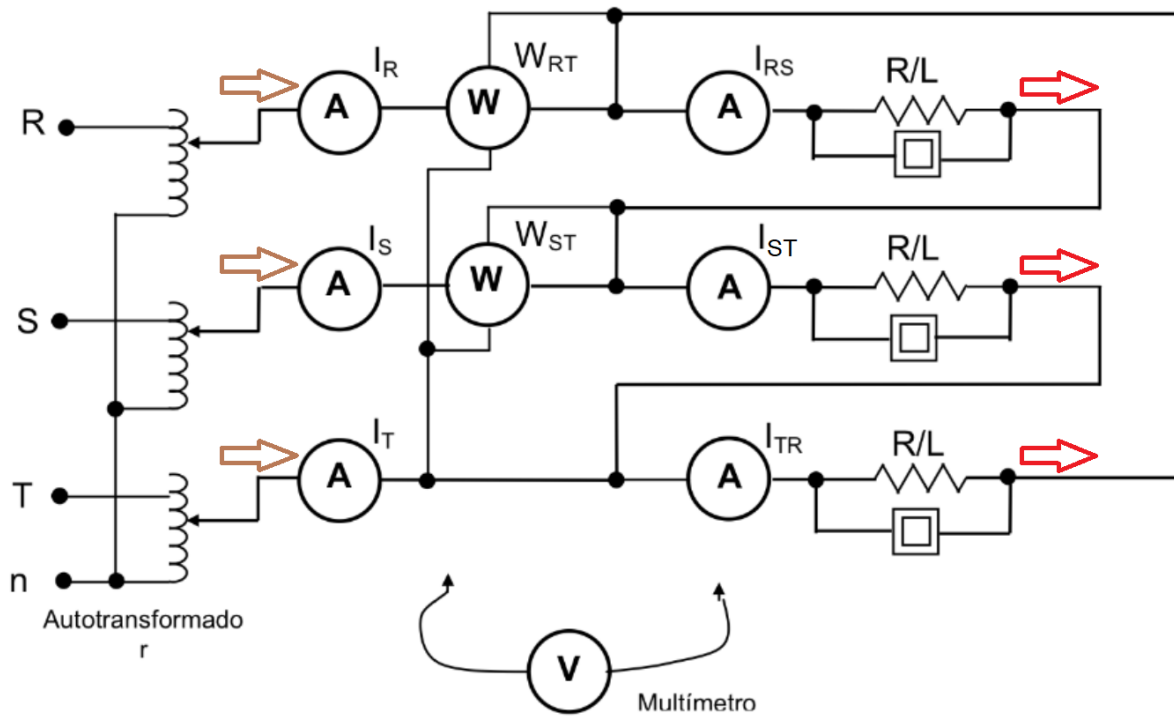 I_R
W_RT
I_RS
R/L
A
W
A
R
I_S
W_ST
I_ST
R/L
A
W
A
S
I_T
I_TR
R/L
A
A
T
n
Autotransformado
r
V
Multímetro